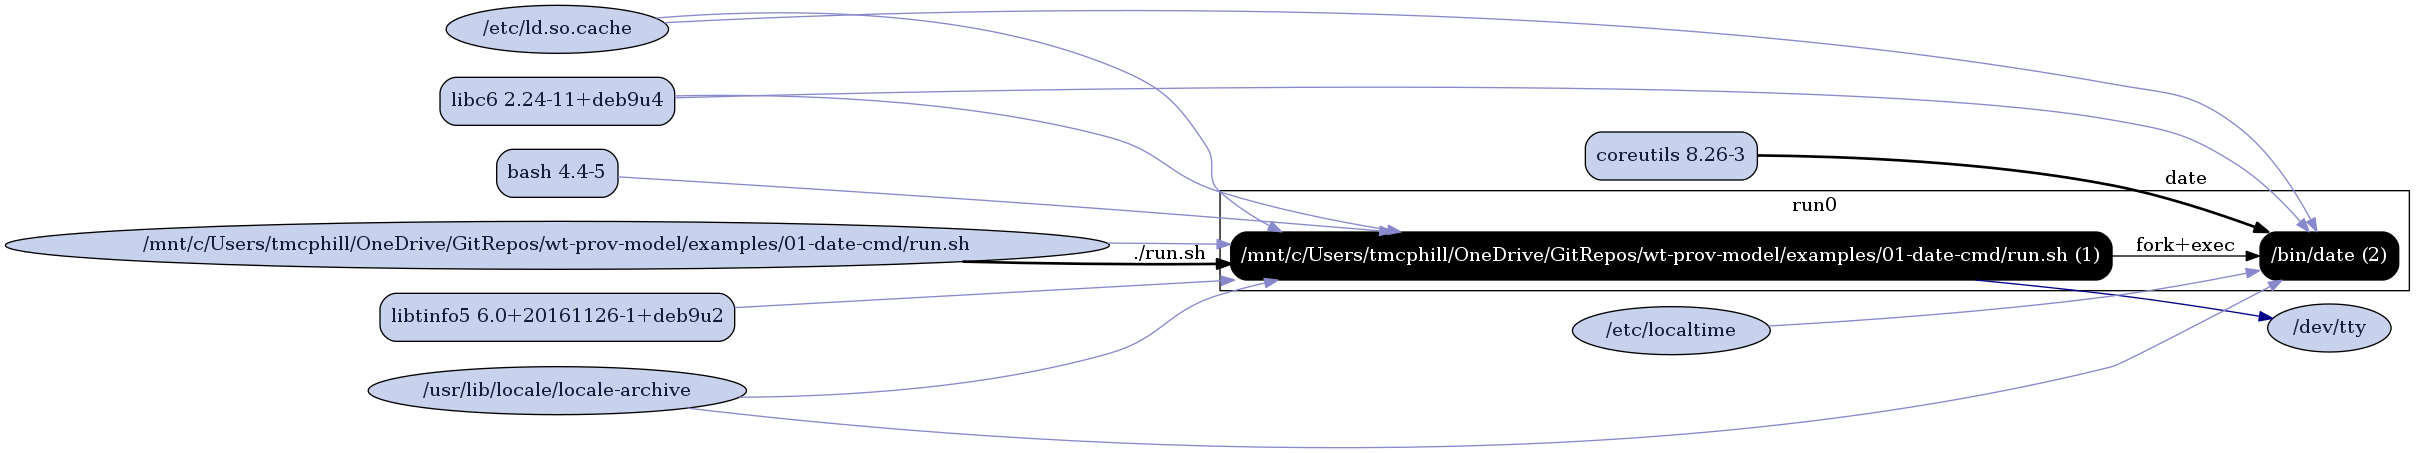 /etc/ld.so.cache
libc6 2.24-11+deb9u4
bash 4.4-5
/mnt/c/Users/tmcphill/OneDrive/GitRepos/wt-prov-model/examples/01-date-cmd/run.sh
libtinfo5 6.0+20161126-1+deb9u2
/usr/lib/locale/locale-archive
./run.sh
coreutils 8.26-3
date
run0
/mnt/c/Users/tmcphill/OneDrive/GitRepos/wt-prov-model/examples/01-date-cmd/run.sh (1)
fork+exec
/bin/date (2)
/etc/localtime
/dev/tty